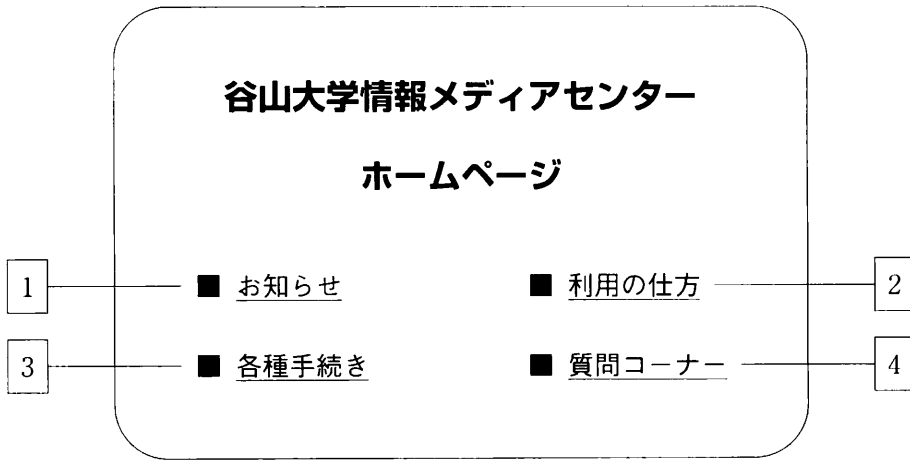 谷山大学情報メディアセンター
ホームページ
1 ■ お知らせ ■ 利用の仕方 2
3 ■ 各種手続き ■ 質問コーナー 4